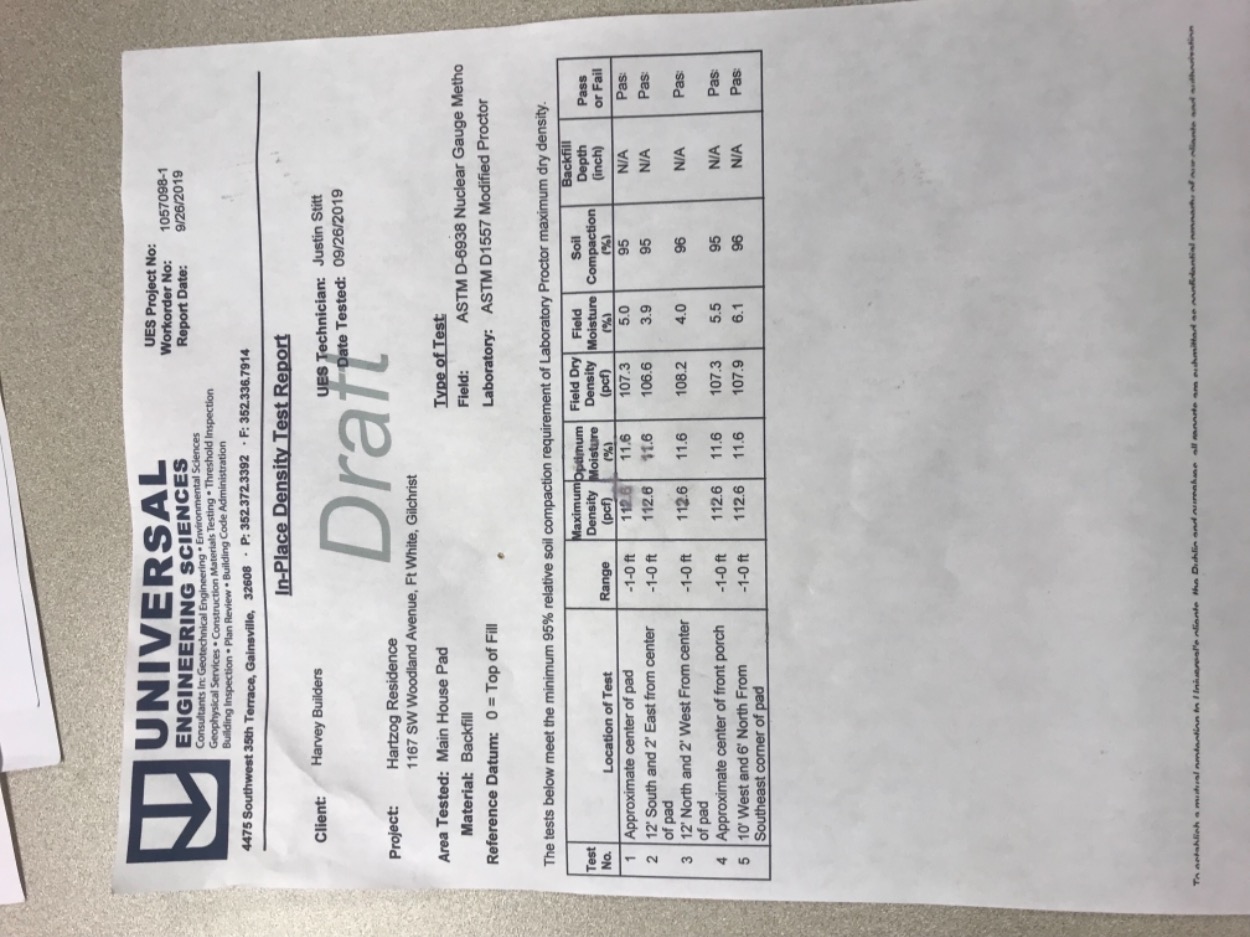 UNIVERSAL
ENGINEERING SCIENCES
Consultants In: Geotechnical Engineering • Environmental Sciences
Geophysical Services • Construction Materials Testing • Threshold Inspection
Building Inspection • Plan Review • Building Code Administration
4475 Southwest 35th Terrace, Gainsville, 32608 · P: 352.372.3392 · F: 352.336.7914
UES Project No:
Workorder No: 1057098-1
Report Date: 9/26/2019
In-Place Density Test Report
Client: Harvey Builders
UES Technician: Justin Stitt
Date Tested: 09/26/2019
Draft
Project: Hartzog Residence
1167 SW Woodland Avenue, Ft White, Gilchrist
Area Tested: Main House Pad
Material: Backfill
Reference Datum: 0 = Top of Fill
Type of Test
Field: ASTM D-6938 Nuclear Gauge Metho
Laboratory: ASTM D1557 Modified Proctor
The tests below meet the minimum 95% relative soil compaction requirement of Laboratory Proctor maximum dry density.
Test No. Location of Test Range Maximum Density (pcf) Optimum Moisture (%) Field Dry Density (pcf) Field Moisture (%) Soil Compaction (%) Backfill Depth (inch) Pass or Fail
1 Approximate center of pad -1-0 ft 112.6 11.6 107.3 5.0 95 N/A Pas
2 12' South and 2' East from center of pad -1-0 ft 112.6 11.6 106.6 3.9 95 N/A Pas
3 12' North and 2' West From center of pad -1-0 ft 112.6 11.6 108.2 4.0 96 N/A Pas
4 Approximate center of front porch -1-0 ft 112.6 11.6 107.3 5.5 95 N/A Pas
5 10' West and 6' North From Southeast corner of pad -1-0 ft 112.6 11.6 107.9 6.1 96 N/A Pas